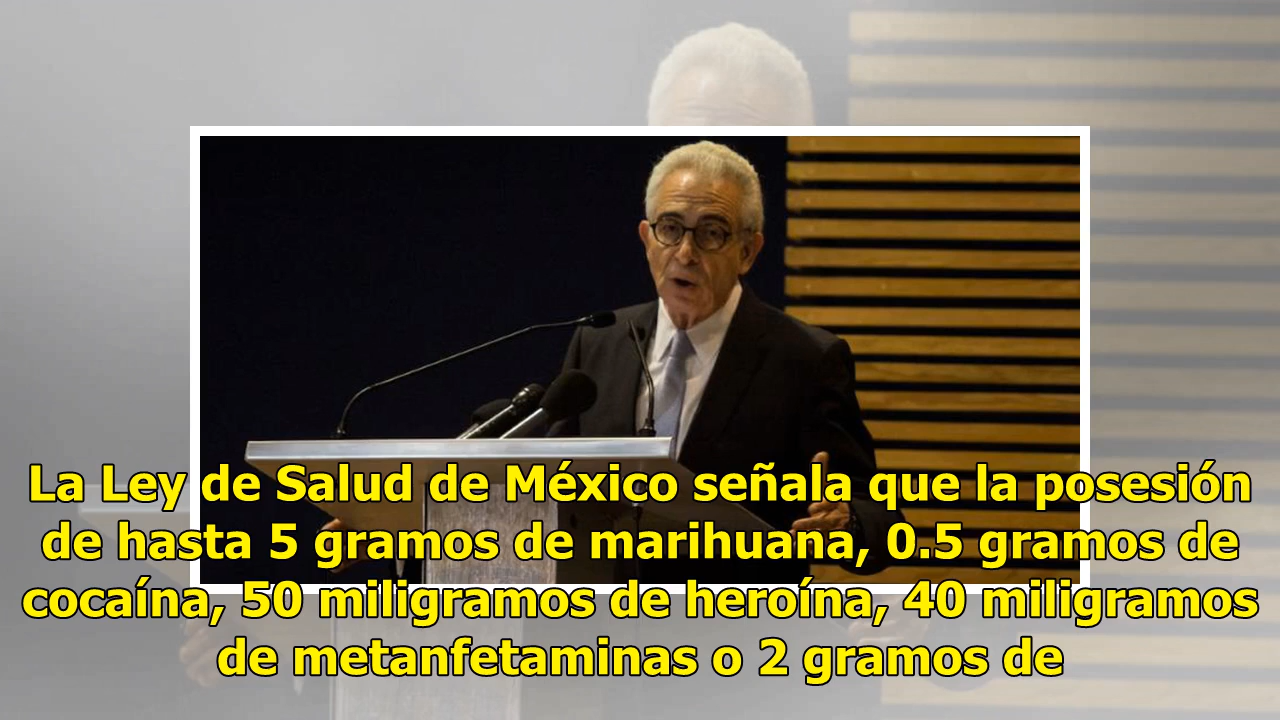 La Ley de Salud de México señala que la posesión
de hasta 5 gramos de marihuana, 0.5 gramos de
cocaína, 50 miligramos de heroína, 40 miligramos
de metanfetaminas o 2 gramos de